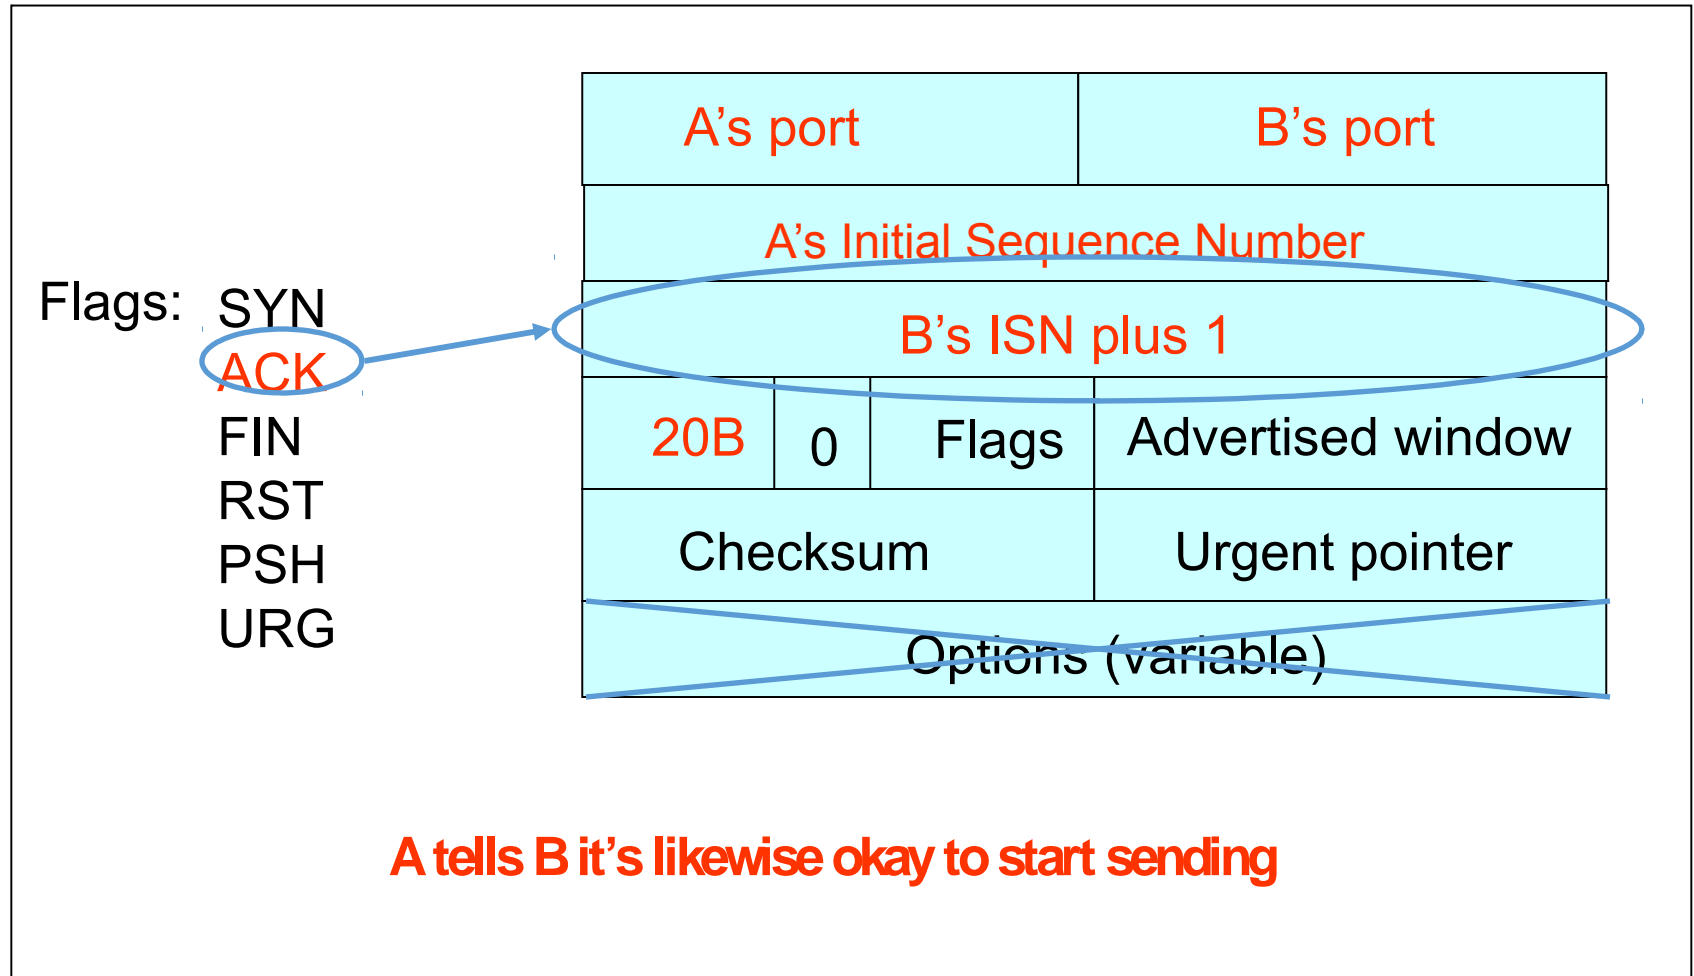 A's port
B's port
A's Initial Sequence Number
Flags:
SYN
B's ISN plus 1
ACK
FIN
20B
0
Flags
Advertised window
RST
PSH
Checksum
Urgent pointer
URG
Options (variable)
A tells B it's likewise okay to start sending